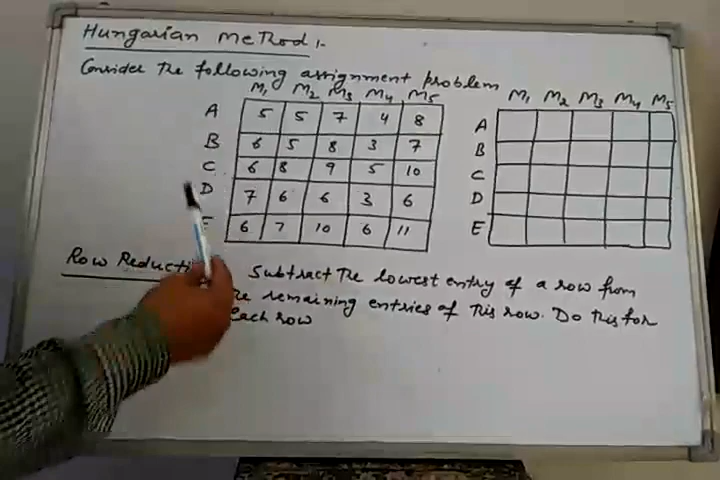 Hungarian Method :-
Consider the following assignment problem
M1 M2 M3 M4 M5
A 5 5 7 4 8
B 6 5 8 3 7
C 6 8 9 5 10
D 7 6 6 3 6
E 6 7 10 6 11
M1 M2 M3 M4 M5
A
B
C
D
E
Row Reducti
Subtract the lowest entry of a row from
remaining entries of this row. Do this for
each row